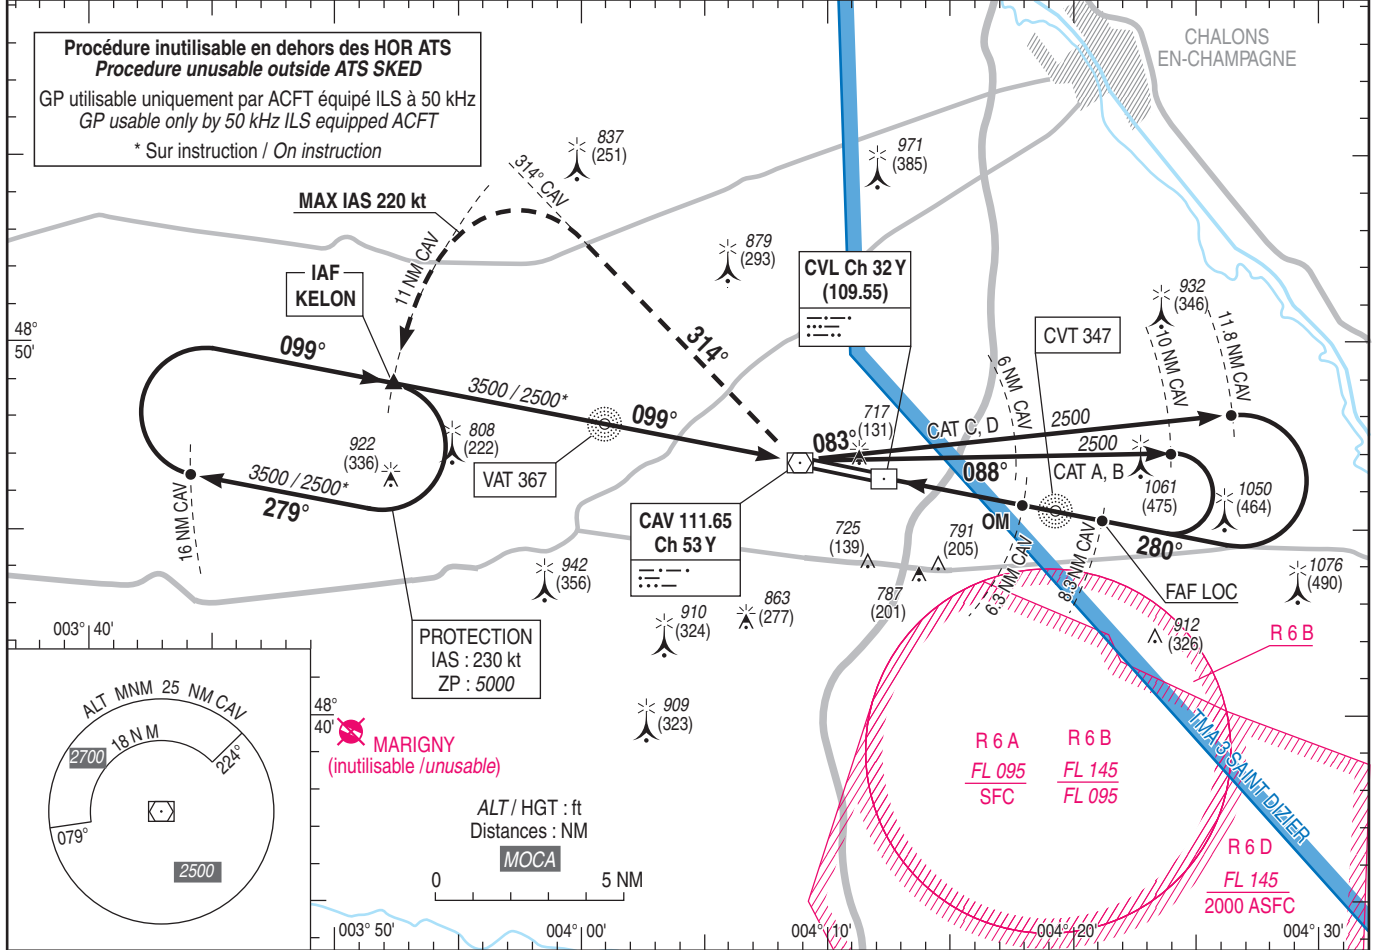 Procédure inutilisable en dehors des HOR ATS
Procedure unusable outside ATS SKED
GP utilisable uniquement par ACFT équipé ILS à 50 kHz
GP usable only by 50 kHz ILS equipped ACFT
* Sur instruction / On instruction
CHALONS
EN-CHAMPAGNE
837
(251)
971
(385)
314° CAV
MAX IAS 220 kt
11 NM CAV
879
(293)
IAF
KELON
CVL Ch 32 Y
(109.55)
932
(346)
11.8 NM CAV
10 NM CAV
CVT 347
6 NM CAV
48°
50'
099°
314°
3500 / 2500*
099°
808
(222)
922
(336)
VAT 367
717
(131)
083°
CAT C, D
2500
2500
088°
CAT A, B
1061
(475)
1050
(464)
3500 / 2500*
279°
16 NM CAV
CAV 111.65
Ch 53 Y
OM
280°
725
(139)
791
(205)
787
(201)
6.3 NM CAV
8.3 NM CAV
FAF LOC
1076
(490)
942
(356)
910
(324)
863
(277)
912
(326)
R 6 B
003° 40'
PROTECTION
IAS : 230 kt
ZP : 5000
909
(323)
48°
40'
MARIGNY
(inutilisable /unusable)
ALT MNM 25 NM CAV
18 N M
2700
224°
079°
2500
ALT / HGT : ft
Distances : NM
MOCA
0 5 NM
R 6 A
FL 095
SFC
R 6 B
FL 145
FL 095
TMA 3 SAINT DIZIER
R 6 D
FL 145
2000 ASFC
003° 50'
004° 00'
004° 10'
004° 20'
004° 30'